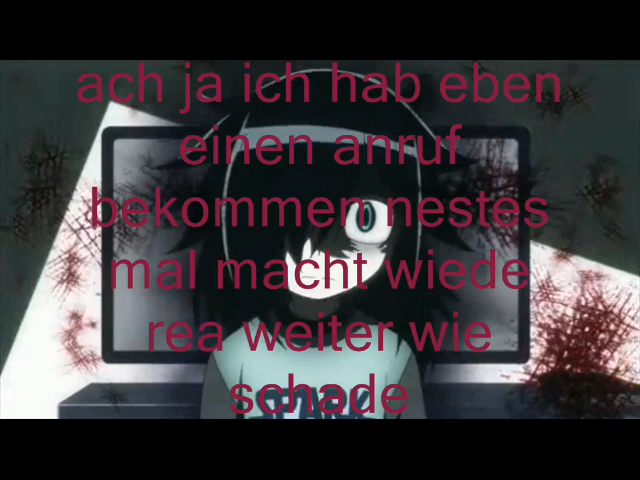 ach ja ich hab eben
einen anruf
bekommen nestes
mal macht wiede
rea weiter wie
schade